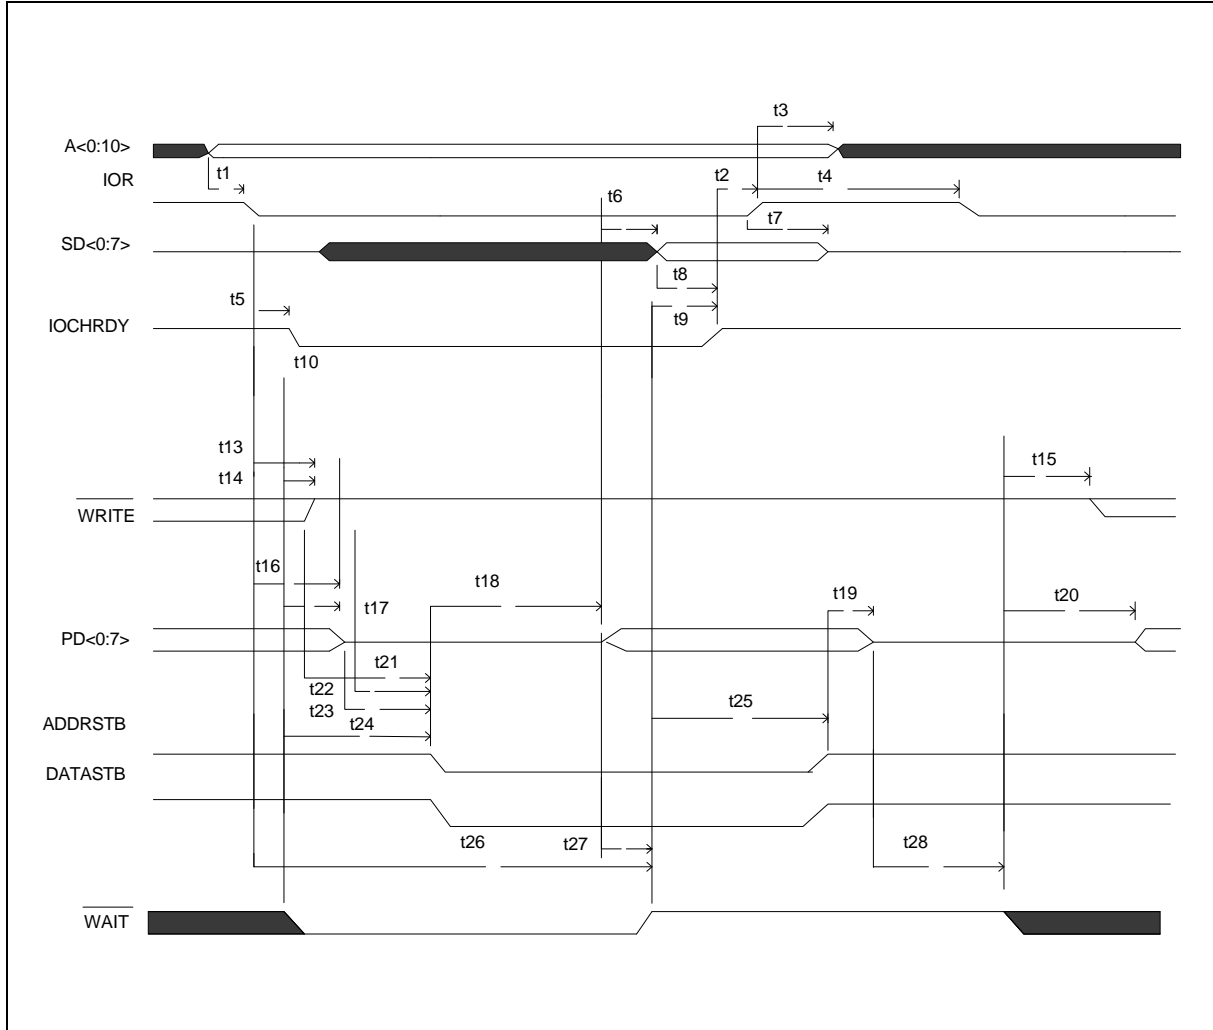 t3
A<0:10>
t1
t2
t4
IOR
t6
t7
SD<0:7>
t8
t5
t9
IOCHRDY
t10
t13
t15
t14
WRITE
t16
t18
t19
t20
t17
PD<0:7>
t21
t22
t23
t25
t24
ADDRSTB
DATASTB
t26
t27
t28
WAIT